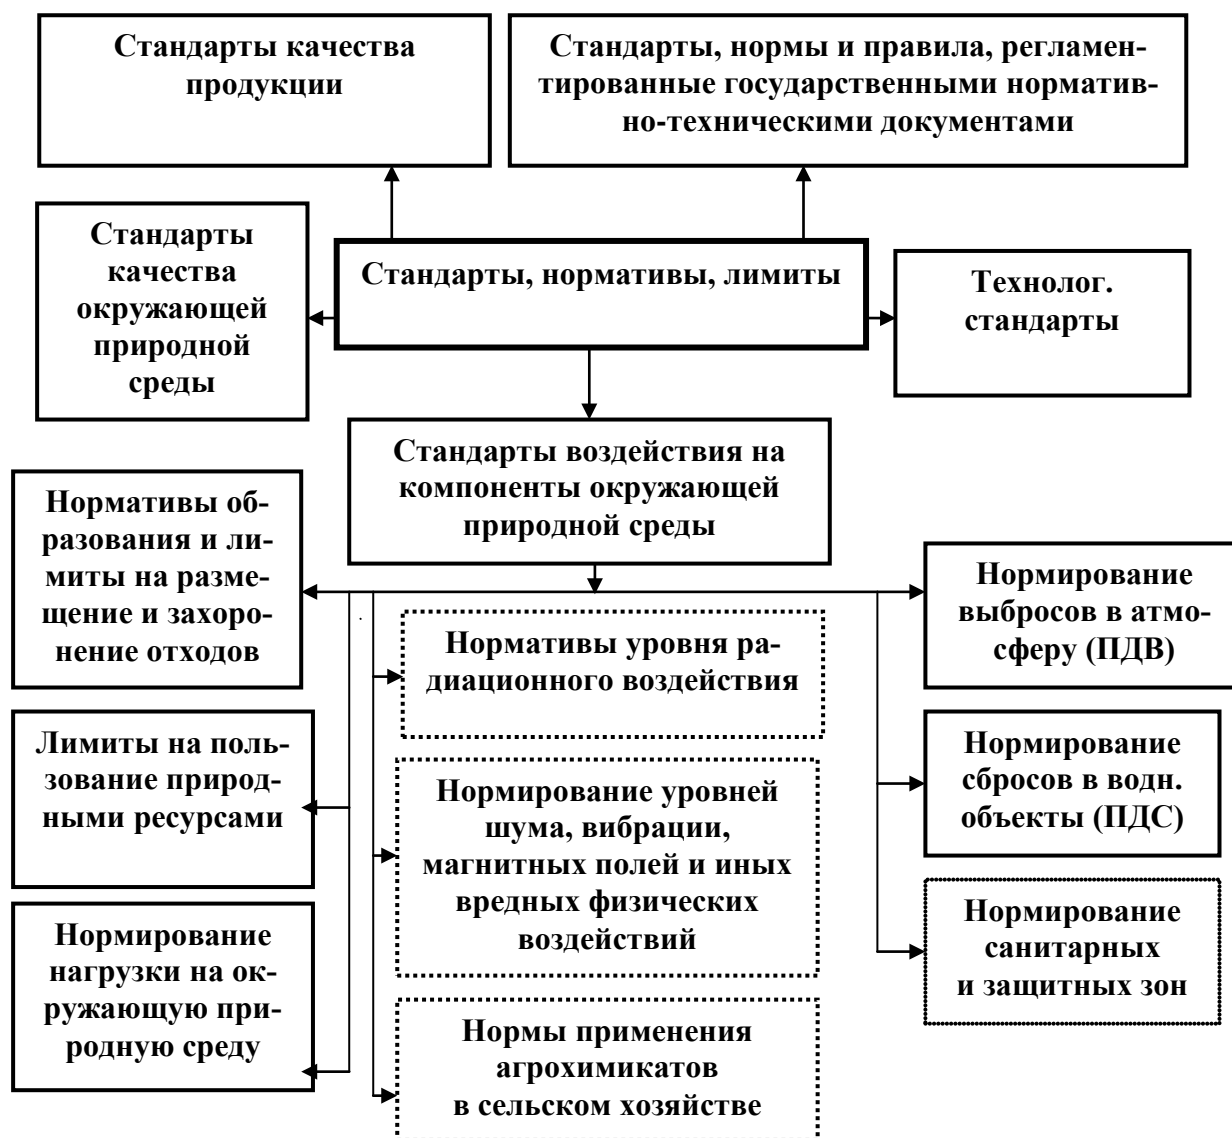 Стандарты качества
продукции
Стандарты, нормы и правила, регламен-
тированные государственными норматив-
но-техническими документами
Стандарты
качества
окружающей
природной
среды
Стандарты, нормативы, лимиты
Технолог.
стандарты
Стандарты воздействия на
компоненты окружающей
природной среды
Нормативы об-
разования и ли-
миты на разме-
щение и захоро-
нение отходов
Нормативы уровня ра-
диационного воздействия
Нормирование
выбросов в атмо-
сферу (ПДВ)
Лимиты на поль-
зование природ-
ными ресурсами
Нормирование уровней
шума, вибрации,
магнитных полей и иных
вредных физических
воздействий
Нормирование
сбросов в водн.
объекты (ПДС)
Нормирование
нагрузки на ок-
ружающую при-
родную среду
Нормы применения
агрохимикатов
в сельском хозяйстве
Нормирование
санитарных
и защитных зон